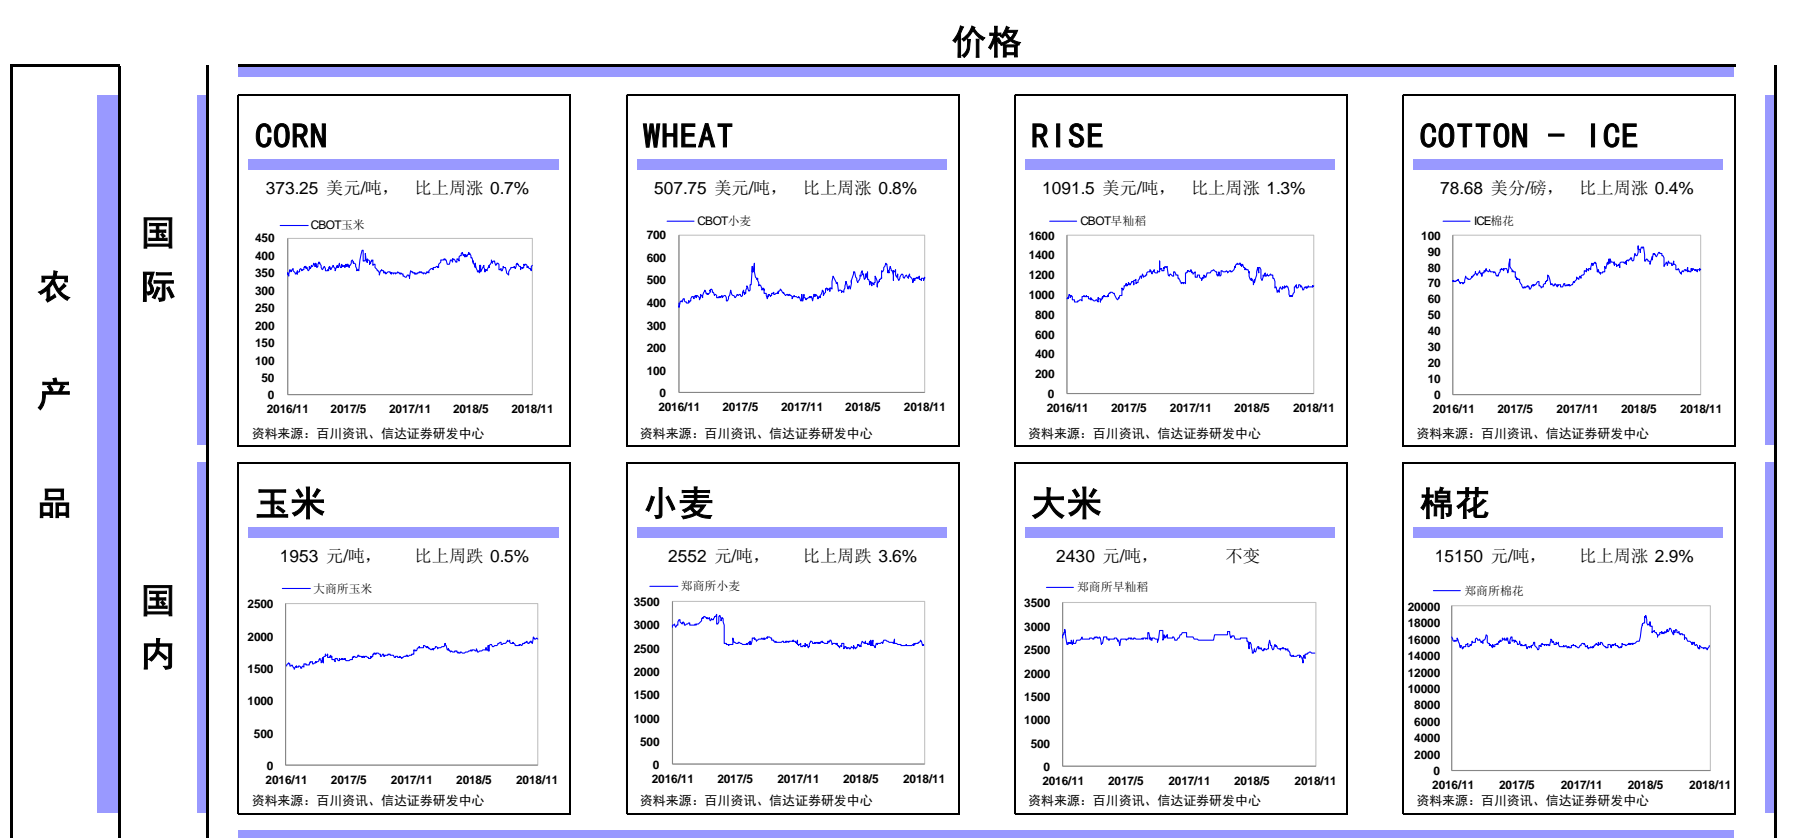 价格
农
产
品
国
际
CORN
373.25 美元/吨， 比上周涨 0.7%
CBOT玉米
450
400
350
300
250
200
150
100
50
0
2016/11 2017/5 2017/11 2018/5 2018/11
资料来源：百川资讯、信达证券研发中心
WHEAT
507.75 美元/吨， 比上周涨 0.8%
CBOT小麦
700
600
500
400
300
200
100
0
2016/11 2017/5 2017/11 2018/5 2018/11
资料来源：百川资讯、信达证券研发中心
RISE
1091.5 美元/吨， 比上周涨 1.3%
CBOT早籼稻
1600
1400
1200
1000
800
600
400
200
0
2016/11 2017/5 2017/11 2018/5 2018/11
资料来源：百川资讯、信达证券研发中心
COTTON - ICE
78.68 美分/磅， 比上周涨 0.4%
ICE棉花
100
90
80
70
60
50
40
30
20
10
0
2016/11 2017/5 2017/11 2018/5 2018/11
资料来源：百川资讯、信达证券研发中心
国
内
玉米
1953 元/吨， 比上周跌 0.5%
大商所玉米
2500
2000
1500
1000
500
0
2016/11 2017/5 2017/11 2018/5 2018/11
资料来源：百川资讯、信达证券研发中心
小麦
2552 元/吨， 比上周跌 3.6%
郑商所小麦
3500
3000
2500
2000
1500
1000
500
0
2016/11 2017/5 2017/11 2018/5 2018/11
资料来源：百川资讯、信达证券研发中心
大米
2430 元/吨， 不变
郑商所早籼稻
3500
3000
2500
2000
1500
1000
500
0
2016/11 2017/5 2017/11 2018/5 2018/11
资料来源：百川资讯、信达证券研发中心
棉花
15150 元/吨， 比上周涨 2.9%
郑商所棉花
20000
18000
16000
14000
12000
10000
8000
6000
4000
2000
0
2016/11 2017/5 2017/11 2018/5 2018/11
资料来源：百川资讯、信达证券研发中心